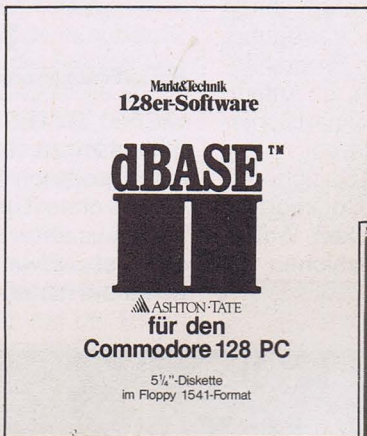 Markt&Technik
128er-Software
dBASE™
II
ASHTON·TATE
für den
Commodore 128 PC
5¼"-Diskette
im Floppy 1541-Format